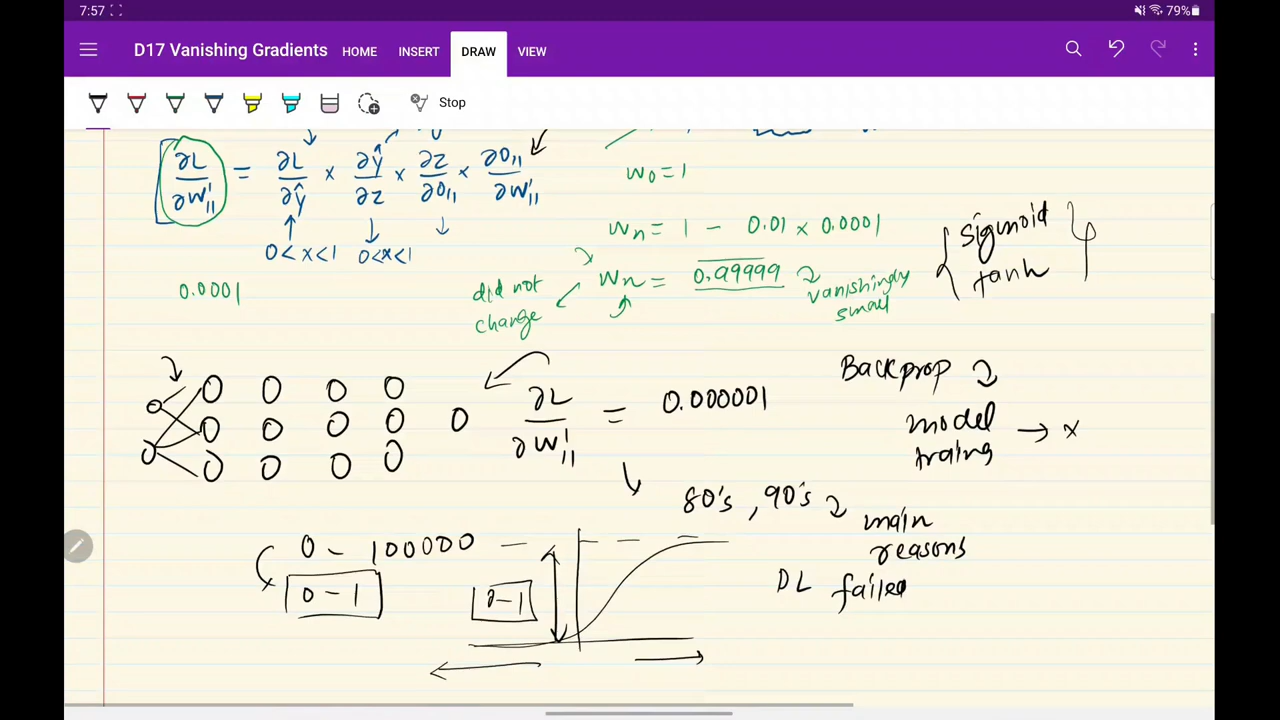 7:57
79%
D17 Vanishing Gradients HOME INSERT DRAW VIEW
Stop
∂L/∂W'₁₁ = ∂L/∂ŷ × ∂ŷ/∂z × ∂z/∂O₁₁ × ∂O₁₁/∂W'₁₁
0<x<1 0<x<1
0.0001
W₀ = 1
Wn = 1 - 0.01 x 0.0001
Wn = 0.99999
did not
change
vanishingly
small
sigmoid
tanh
∂L/∂W'₁₁ = 0.000001
Backprop
model
traing → x
80's, 90's
main
reasons
DL failed
0 - 100000
0 - 1
0-1